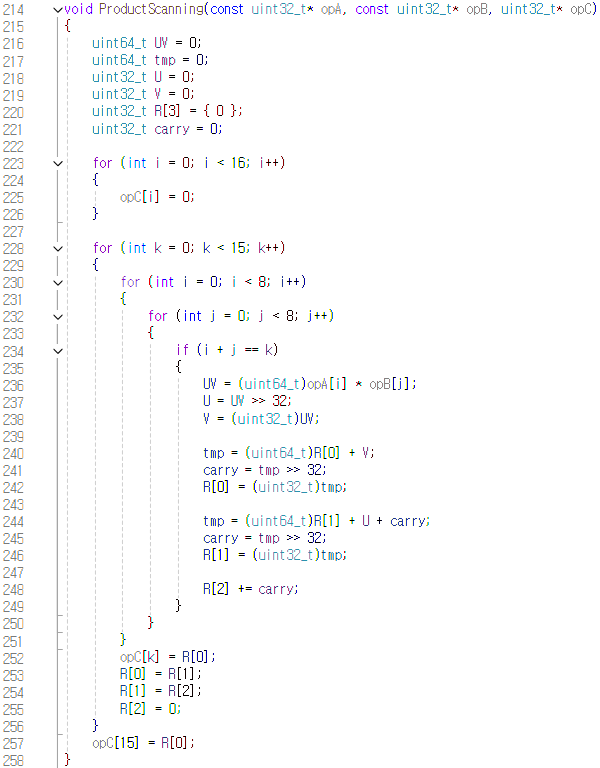 214 void ProductScanning(const uint32_t* opA, const uint32_t* opB, uint32_t* opC)
215 {
216 uint64_t UV = 0;
217 uint64_t tmp = 0;
218 uint32_t U = 0;
219 uint32_t V = 0;
220 uint32_t R[3] = { 0 };
221 uint32_t carry = 0;
222
223 for (int i = 0; i < 16; i++)
224 {
225 opC[i] = 0;
226 }
227
228 for (int k = 0; k < 15; k++)
229 {
230 for (int i = 0; i < 8; i++)
231 {
232 for (int j = 0; j < 8; j++)
233 {
234 if (i + j == k)
235 {
236 UV = (uint64_t)opA[i] * opB[j];
237 U = UV >> 32;
238 V = (uint32_t)UV;
239
240 tmp = (uint64_t)R[0] + V;
241 carry = tmp >> 32;
242 R[0] = (uint32_t)tmp;
243
244 tmp = (uint64_t)R[1] + U + carry;
245 carry = tmp >> 32;
246 R[1] = (uint32_t)tmp;
247
248 R[2] += carry;
249 }
250 }
251 }
252 opC[k] = R[0];
253 R[0] = R[1];
254 R[1] = R[2];
255 R[2] = 0;
256 }
257 opC[15] = R[0];
258 }